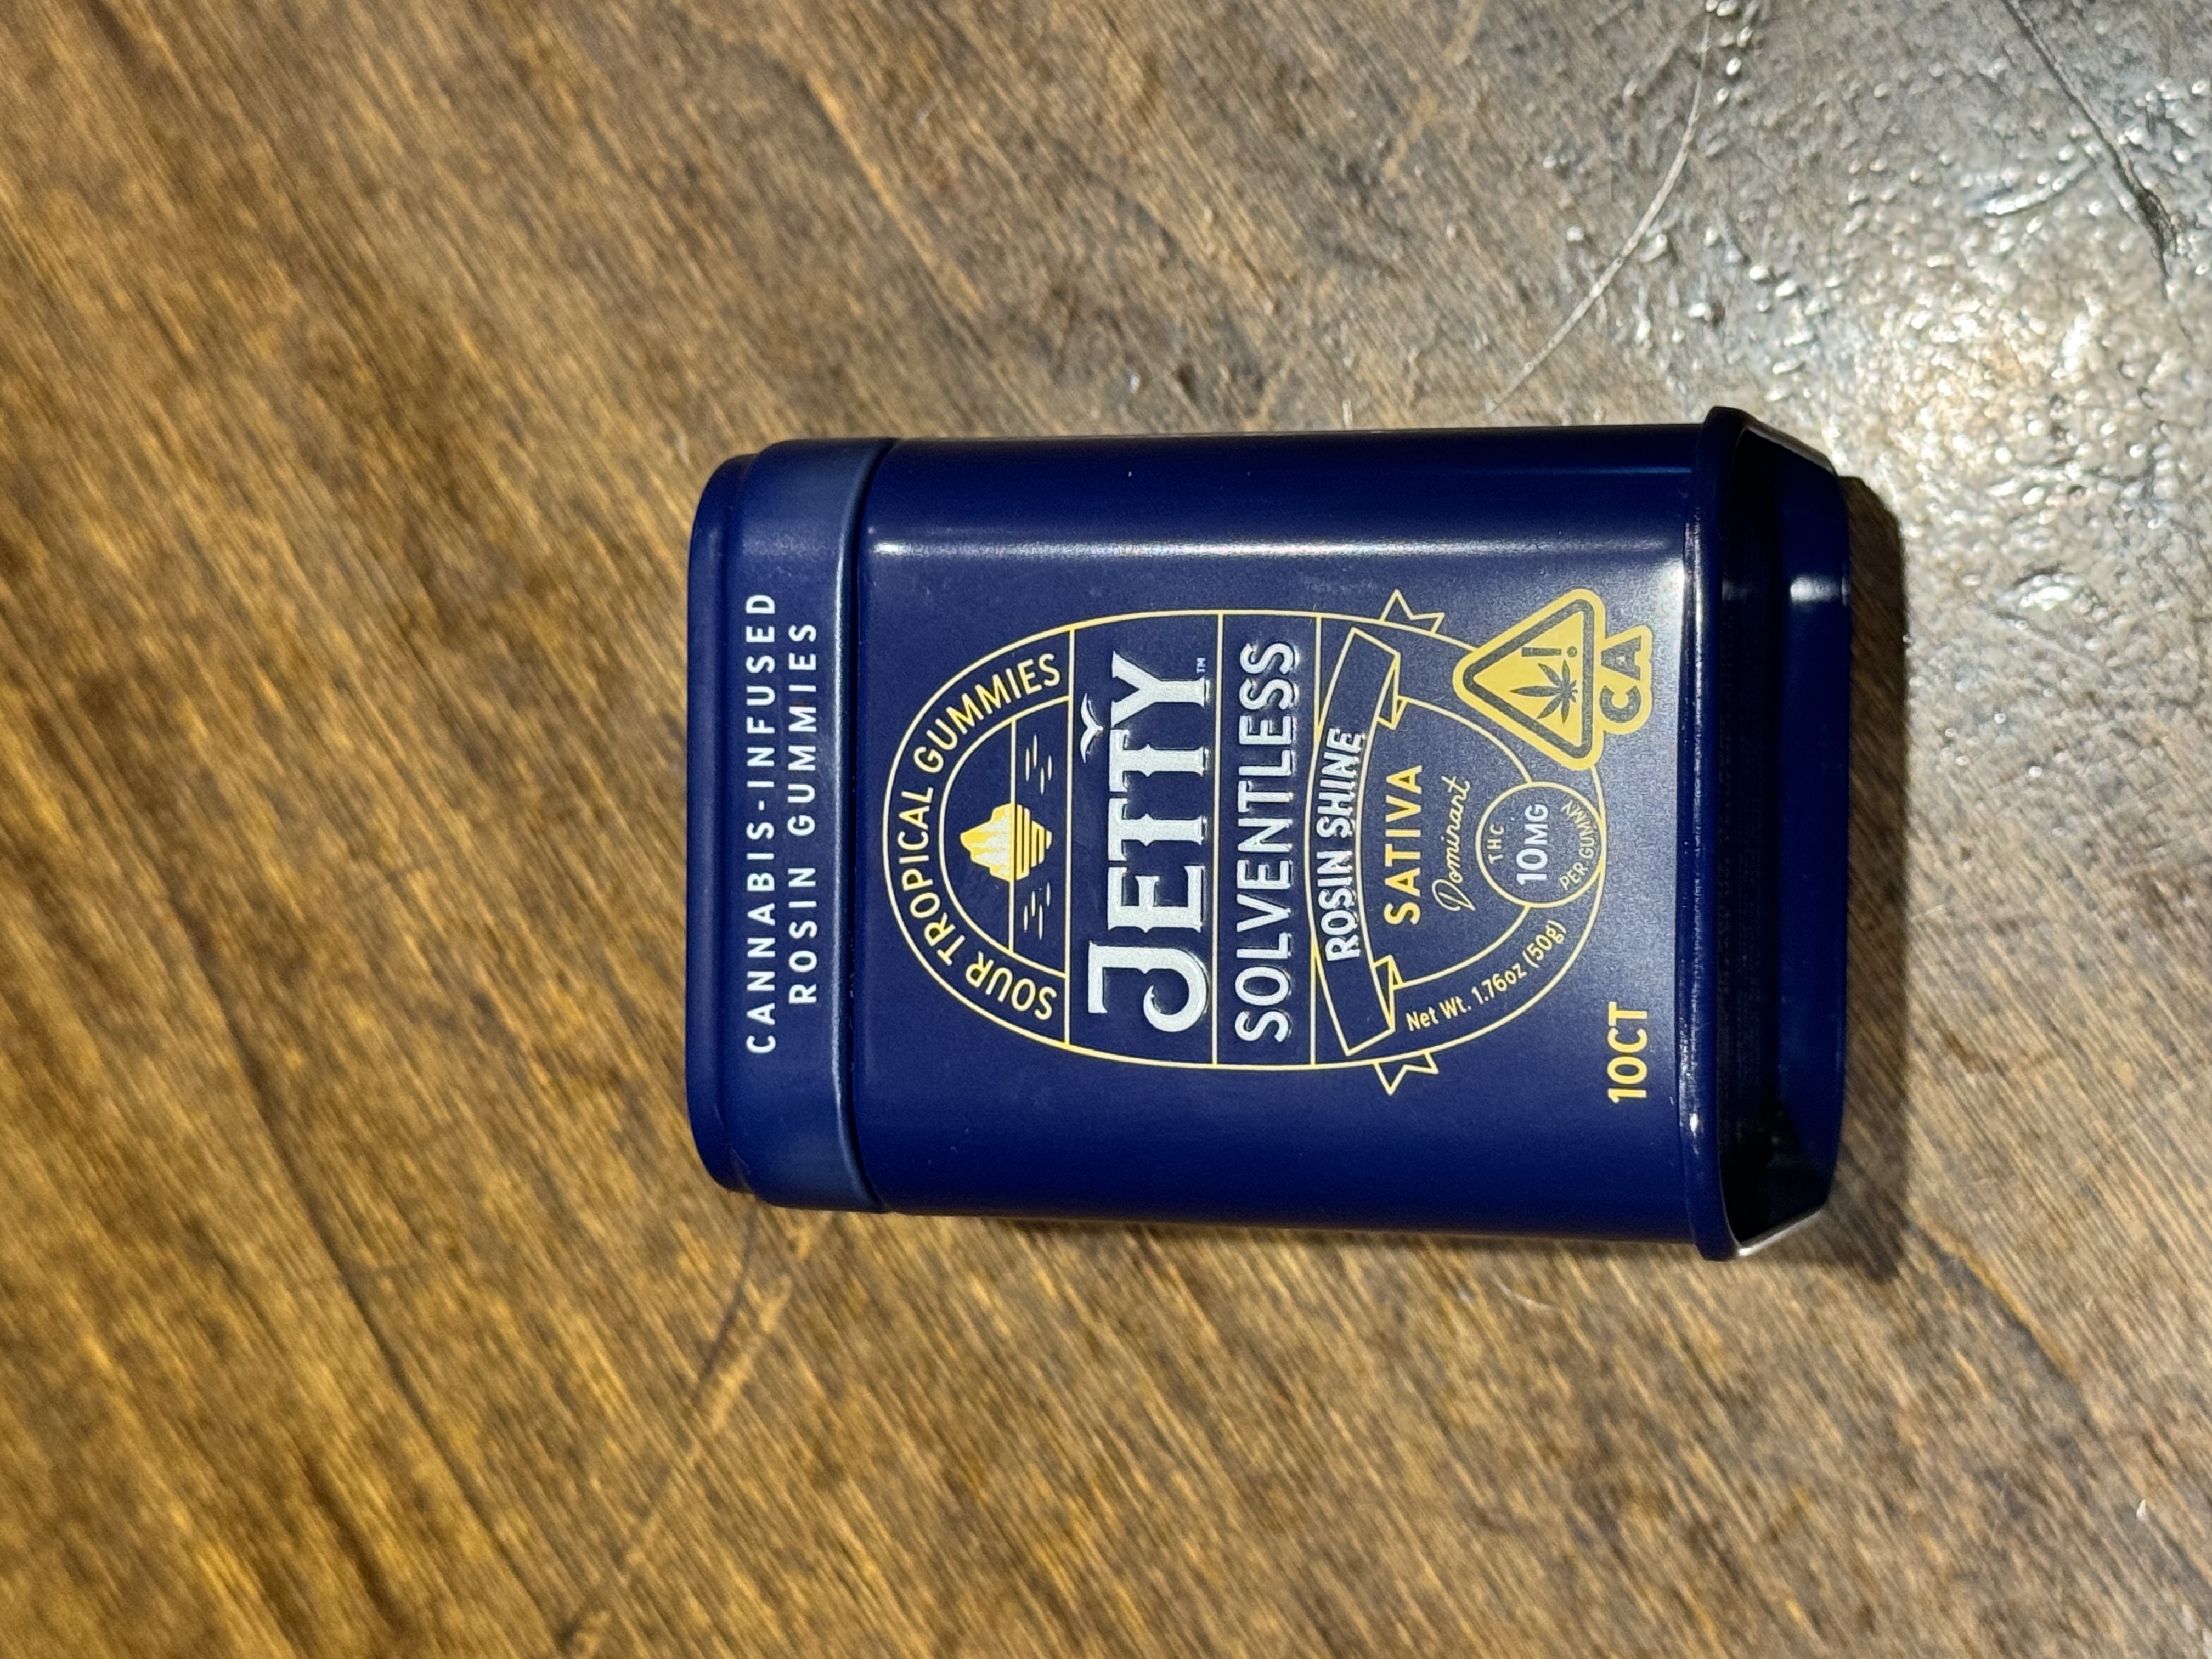 CANNABIS-INFUSED
ROSIN GUMMIES
SOUR TROPICAL GUMMIES
JETTY™
SOLVENTLESS
ROSIN SHINE
SATIVA
Dominant
Net Wt. 1.76oz (50g)
THC
10MG
PER GUMMY
!
CA
10CT